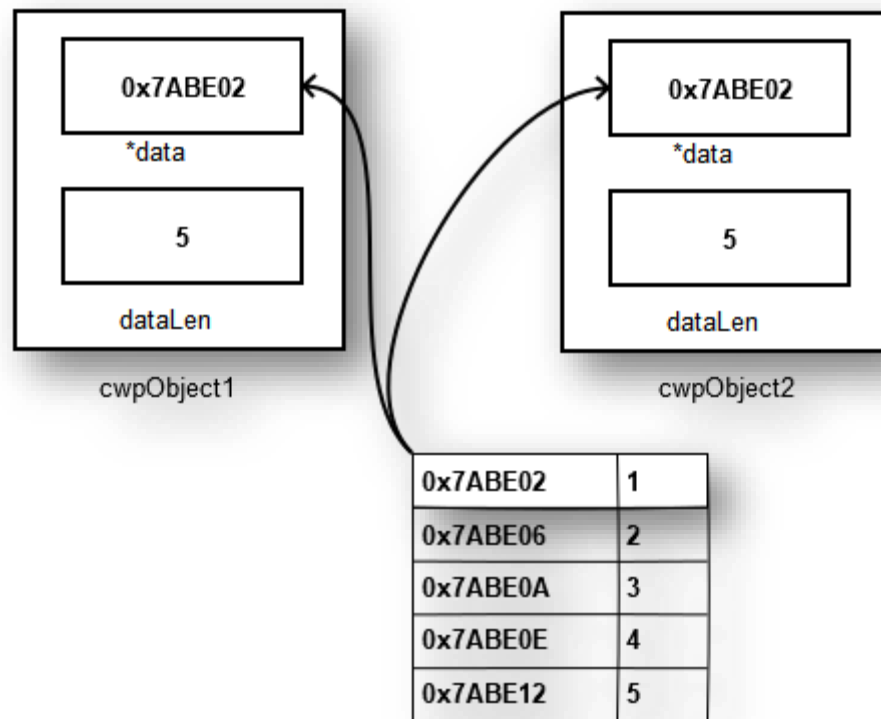 0x7ABE02
*data
5
dataLen
cwpObject1
0x7ABE02
*data
5
dataLen
cwpObject2
0x7ABE02 1
0x7ABE06 2
0x7ABE0A 3
0x7ABE0E 4
0x7ABE12 5